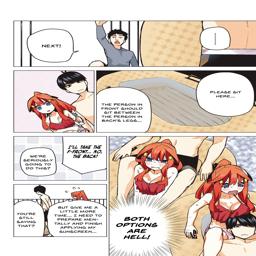 NEXT!
PLEASE SIT
HERE...
THE PERSON
IN FRONT
SHOULD SIT
BETWEEN
THE PERSON
IN BACK'S
LEGS...
BOTH
OPTIONS
ARE
HELL!
I'LL TAKE THE
F-FRONT... NO,
THE BACK!
WE'RE
SERIOUSLY
GOING TO
DO THIS?
BUT GIVE ME A
LITTLE MORE
TIME... I NEED TO
PREPARE MEN-
TALLY AND FINISH
APPLYING MY
SUNSCREEN...
YOU'RE
STILL
SAYING
THAT?